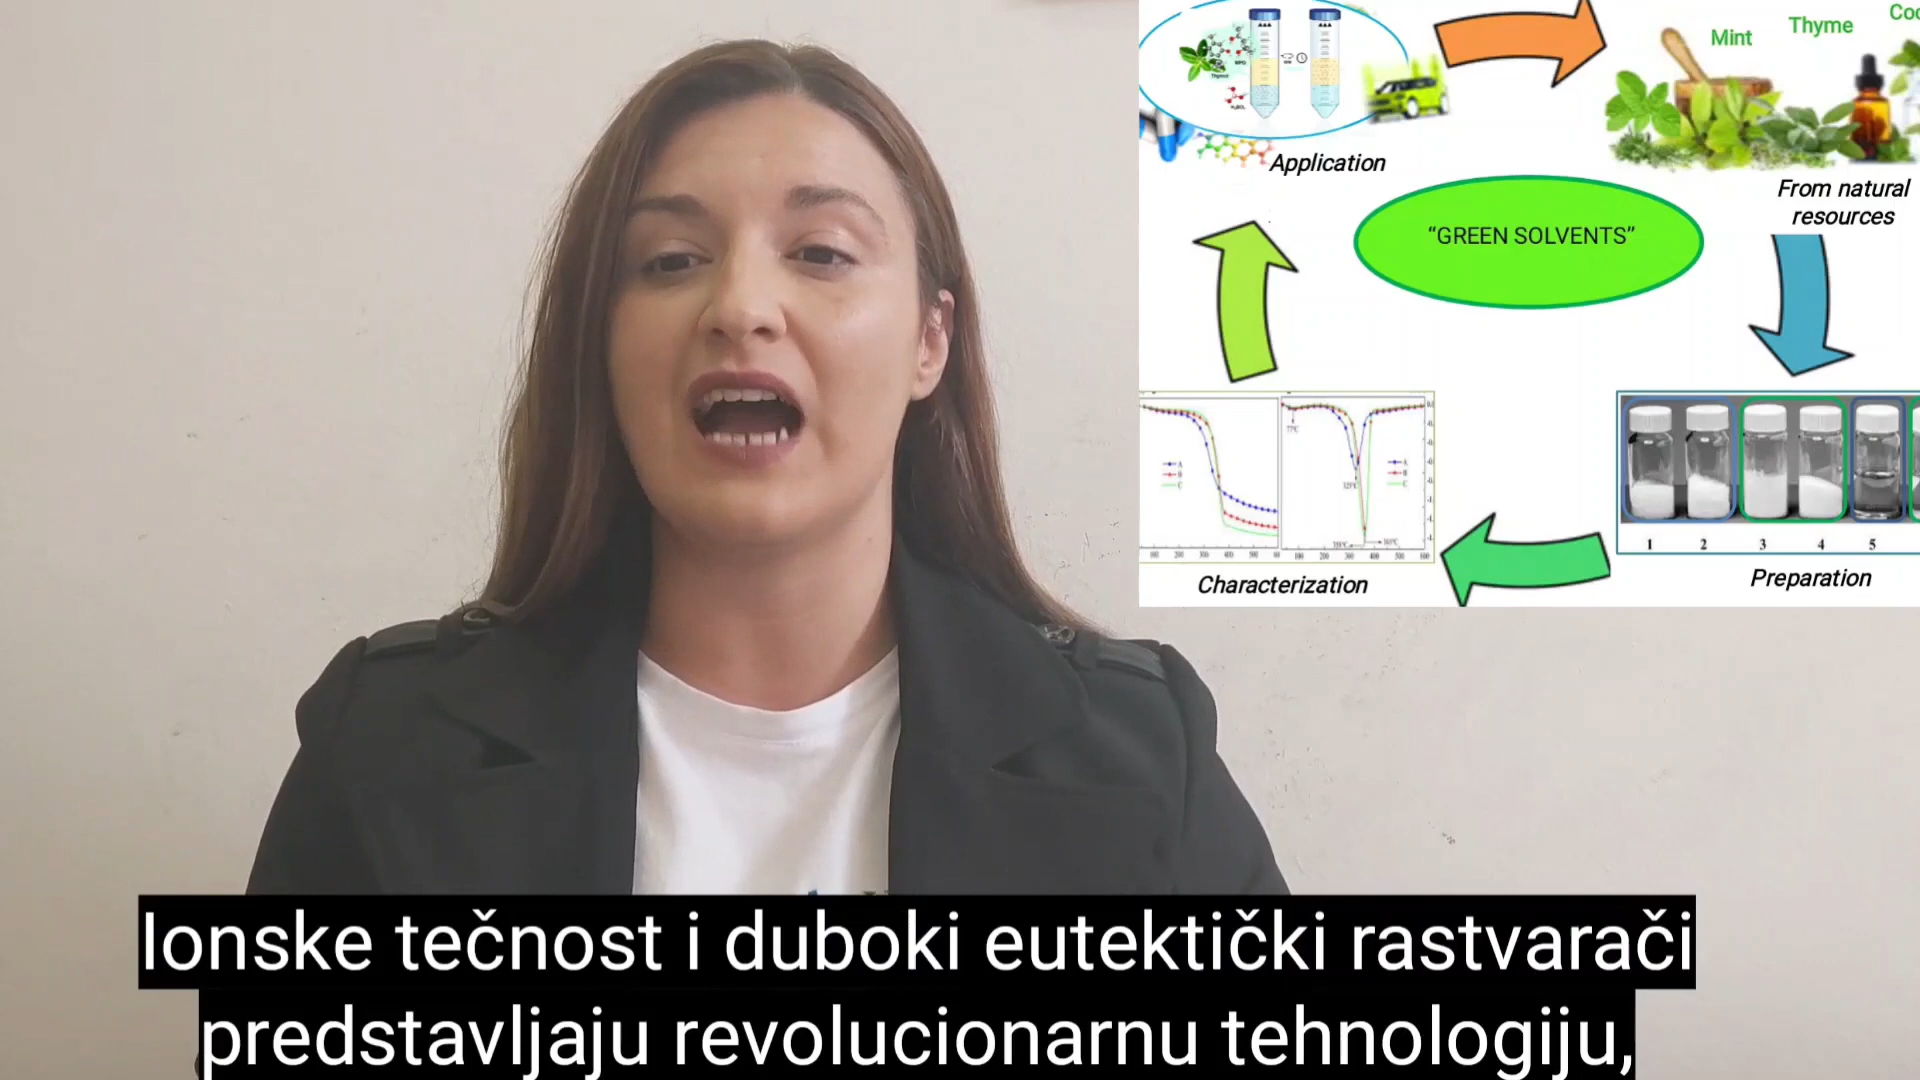 Mint
Thyme
Application
From natural
resources
“GREEN SOLVENTS”
1 2 3 4 5
Characterization
Preparation
Ionske tečnost i duboki eutektički rastvarači
predstavljaju revolucionarnu tehnologiju,